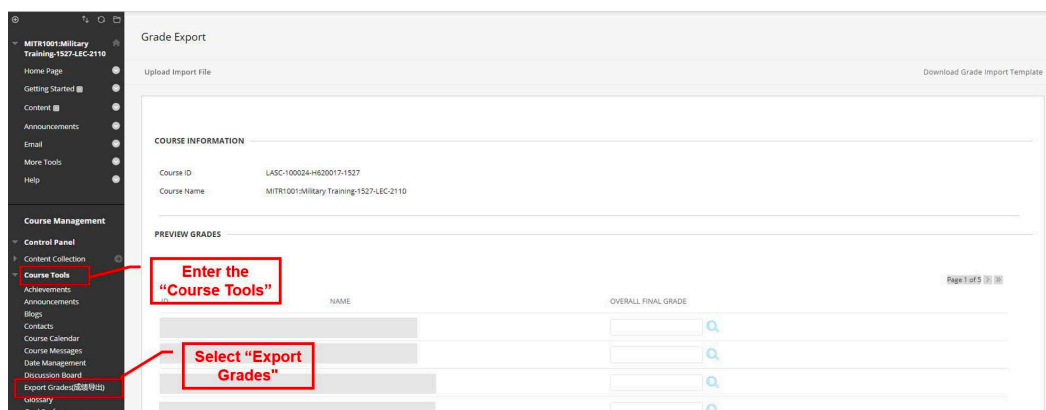 MITR1001:Military
Training-1527-LEC-2110
Home Page
Getting Started
Content
Announcements
Email
More Tools
Help
Course Management
Control Panel
Content Collection
Course Tools
Achievements
Announcements
Blogs
Contacts
Course Calendar
Course Messages
Date Management
Discussion Board
Export Grades(成绩导出)
Glossary
Grade Export
Upload Import File
Download Grade Import Template
COURSE INFORMATION
Course ID LASC-100024-H620017-1527
Course Name MITR1001:Military Training-1527-LEC-2110
PREVIEW GRADES
Enter the
“Course Tools”
Page 1 of 5
ID NAME OVERALL FINAL GRADE
Select “Export
Grades"